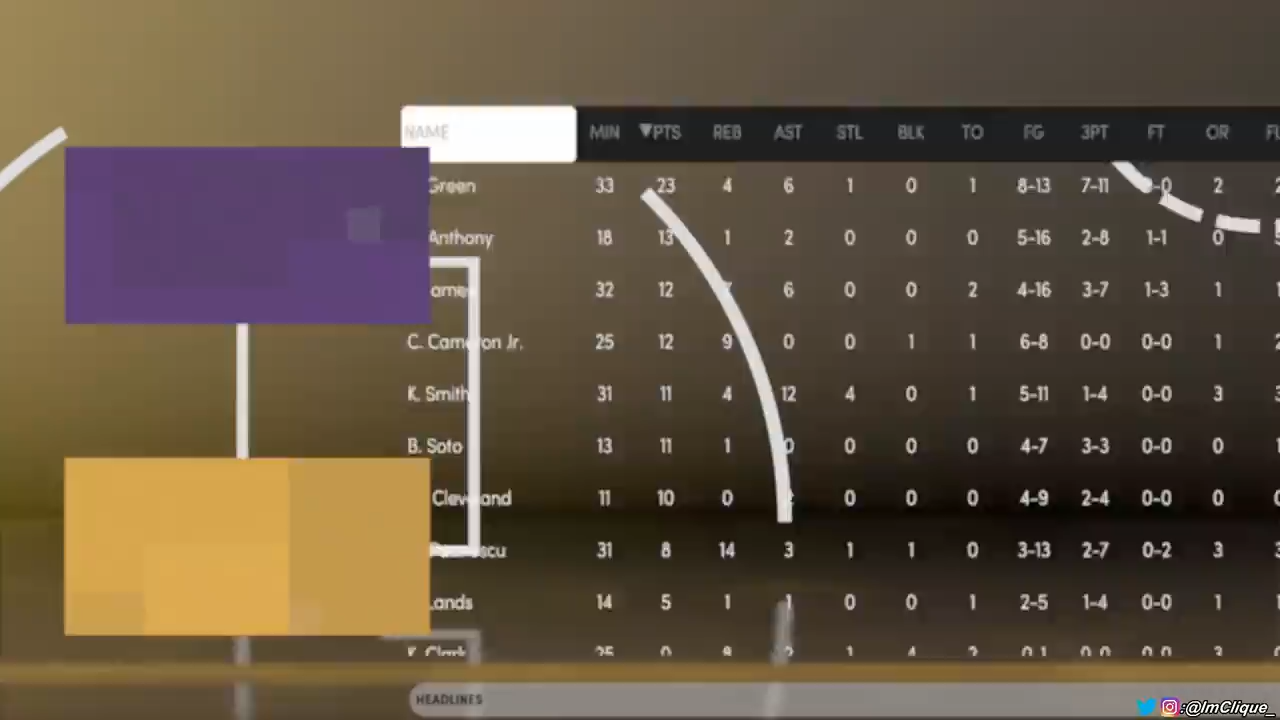 NAME MIN ▼PTS REB AST STL BLK TO FG 3PT FT OR
Green 33 23 4 6 1 0 1 8-13 7-11 2
Anthony 18 13 1 2 0 0 0 5-16 2-8 1-1 0
32 12 6 0 0 2 4-16 3-7 1-3 1
C. Cameron Jr. 25 12 9 0 0 1 1 6-8 0-0 0-0 1
K. Smith 31 11 4 12 4 0 1 5-11 1-4 0-0 3
B. Soto 13 11 1 0 0 0 0 4-7 3-3 0-0 0
Cleveland 11 10 0 0 0 0 4-9 2-4 0-0 0
31 8 14 3 1 1 0 3-13 2-7 0-2 3
Lands 14 5 1 1 0 0 1 2-5 1-4 0-0 1
K. Clark 25 0 1
HEADLINES
:@ImClique_